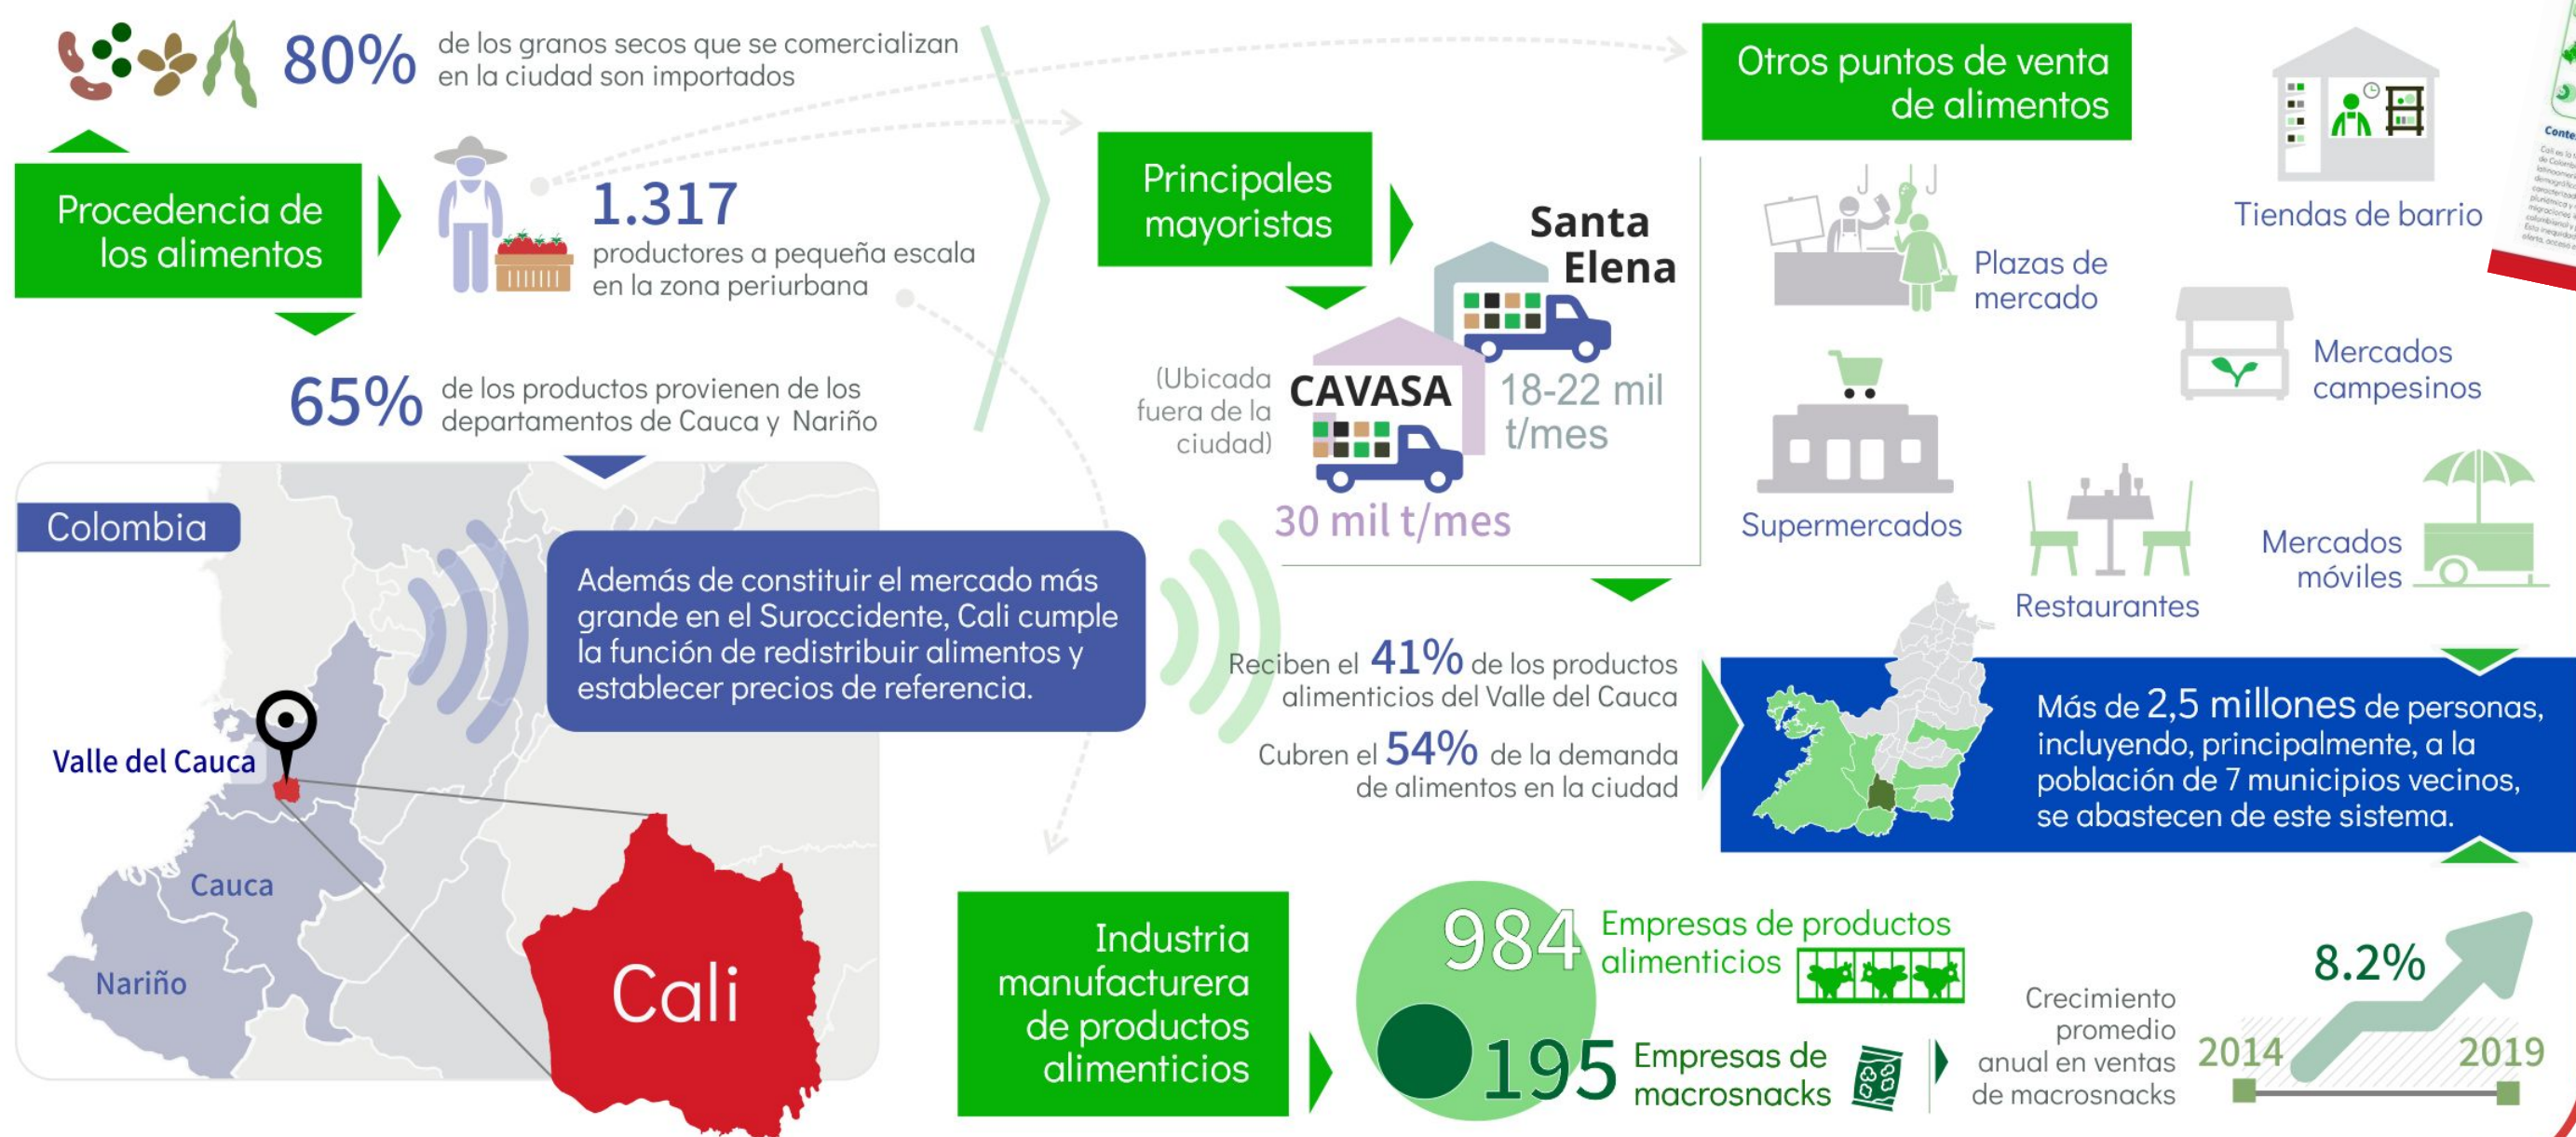 80%
de los granos secos que se comercializan
en la ciudad son importados
Procedencia de
los alimentos
1.317
productores a pequeña escala
en la zona periurbana
65%
de los productos provienen de los
departamentos de Cauca y Nariño
Colombia
Valle del Cauca
Cauca
Nariño
Cali
Además de constituir el mercado más
grande en el Suroccidente, Cali cumple
la función de redistribuir alimentos y
establecer precios de referencia.
Principales
mayoristas
Santa
Elena
18-22 mil
t/mes
(Ubicada
fuera de la
ciudad)
CAVASA
30 mil t/mes
Reciben el 41% de los productos
alimenticios del Valle del Cauca
Cubren el 54% de la demanda
de alimentos en la ciudad
Otros puntos de venta
de alimentos
Tiendas de barrio
Plazas de
mercado
Mercados
campesinos
Supermercados
Restaurantes
Mercados
móviles
Más de 2,5 millones de personas,
incluyendo, principalmente, a la
población de 7 municipios vecinos,
se abastecen de este sistema.
Industria
manufacturera
de productos
alimenticios
984
Empresas de productos
alimenticios
195
Empresas de
macrosnacks
Crecimiento
promedio
anual en ventas
de macrosnacks
8.2%
2014
2019